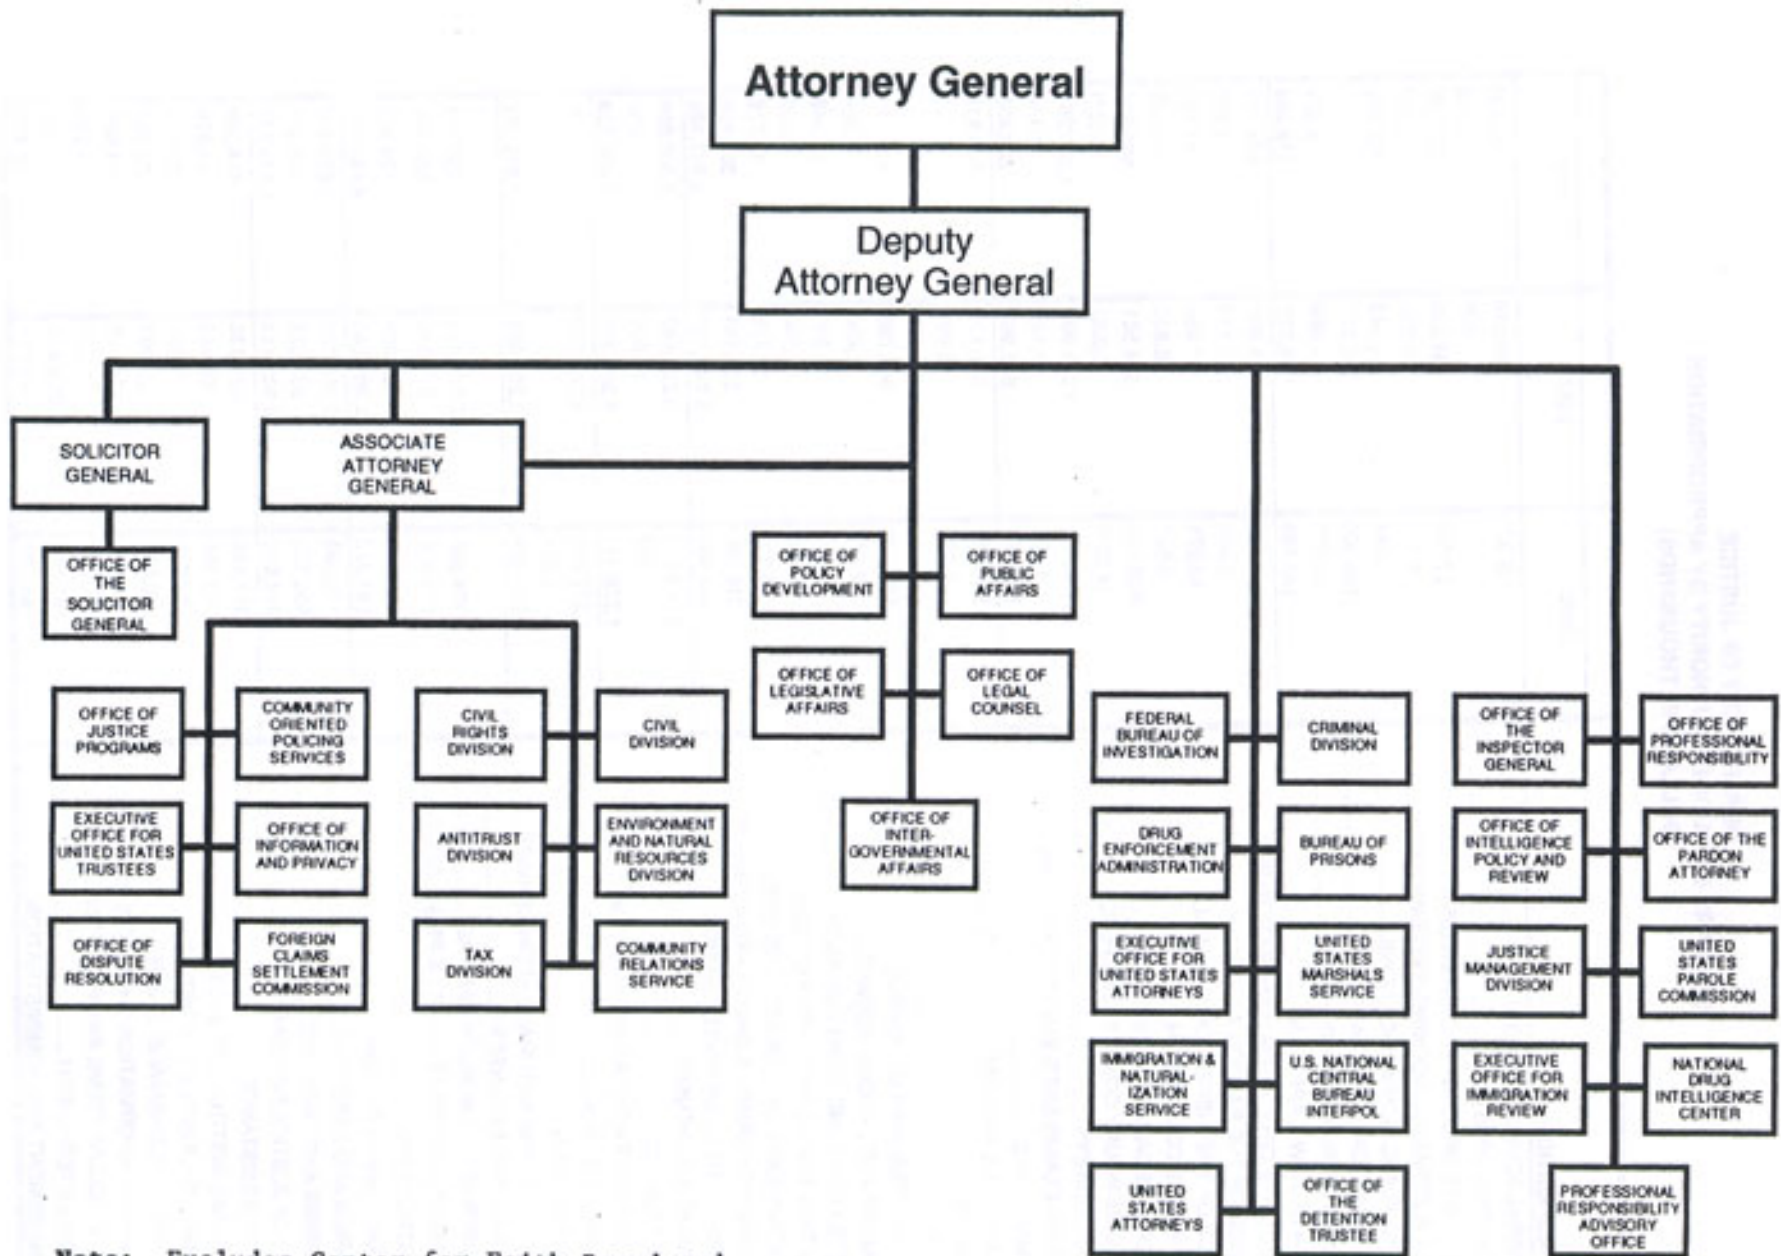 Attorney General
Deputy
Attorney General
SOLICITOR
GENERAL
ASSOCIATE
ATTORNEY
GENERAL
OFFICE OF
THE
SOLICITOR
GENERAL
OFFICE OF
POLICY
DEVELOPMENT
OFFICE OF
PUBLIC
AFFAIRS
OFFICE OF
LEGISLATIVE
AFFAIRS
OFFICE OF
LEGAL
COUNSEL
OFFICE OF
INTER-
GOVERNMENTAL
AFFAIRS
OFFICE OF
JUSTICE
PROGRAMS
COMMUNITY
ORIENTED
POLICING
SERVICES
EXECUTIVE
OFFICE FOR
UNITED STATES
TRUSTEES
OFFICE OF
INFORMATION
AND PRIVACY
OFFICE OF
DISPUTE
RESOLUTION
FOREIGN
CLAIMS
SETTLEMENT
COMMISSION
CIVIL
RIGHTS
DIVISION
CIVIL
DIVISION
ANTITRUST
DIVISION
ENVIRONMENT
AND NATURAL
RESOURCES
DIVISION
TAX
DIVISION
COMMUNITY
RELATIONS
SERVICE
FEDERAL
BUREAU OF
INVESTIGATION
CRIMINAL
DIVISION
DRUG
ENFORCEMENT
ADMINISTRATION
BUREAU OF
PRISONS
EXECUTIVE
OFFICE FOR
UNITED STATES
ATTORNEYS
UNITED
STATES
MARSHALS
SERVICE
IMMIGRATION &
NATURAL-
IZATION
SERVICE
U.S. NATIONAL
CENTRAL
BUREAU
INTERPOL
UNITED
STATES
ATTORNEYS
OFFICE OF
THE
DETENTION
TRUSTEE
OFFICE OF
THE
INSPECTOR
GENERAL
OFFICE OF
PROFESSIONAL
RESPONSIBILITY
OFFICE OF
INTELLIGENCE
POLICY AND
REVIEW
OFFICE OF THE
PARDON
ATTORNEY
JUSTICE
MANAGEMENT
DIVISION
UNITED
STATES
PAROLE
COMMISSION
EXECUTIVE
OFFICE FOR
IMMIGRATION
REVIEW
NATIONAL
DRUG
INTELLIGENCE
CENTER
PROFESSIONAL
RESPONSIBILITY
ADVISORY
OFFICE